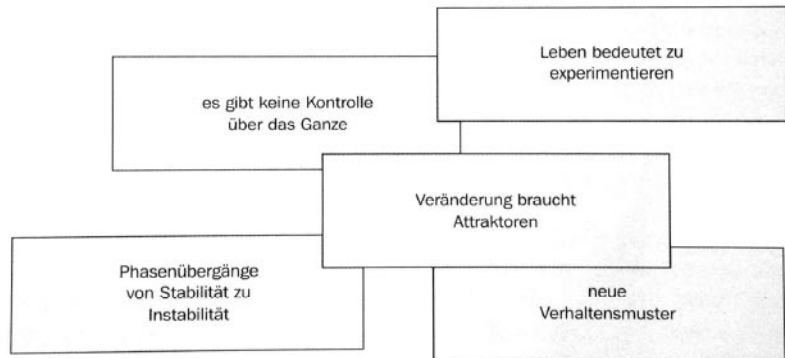 Leben bedeutet zu
experimentieren
es gibt keine Kontrolle
über das Ganze
Veränderung braucht
Attraktoren
Phasenübergänge
von Stabilität zu
Instabilität
neue
Verhaltensmuster